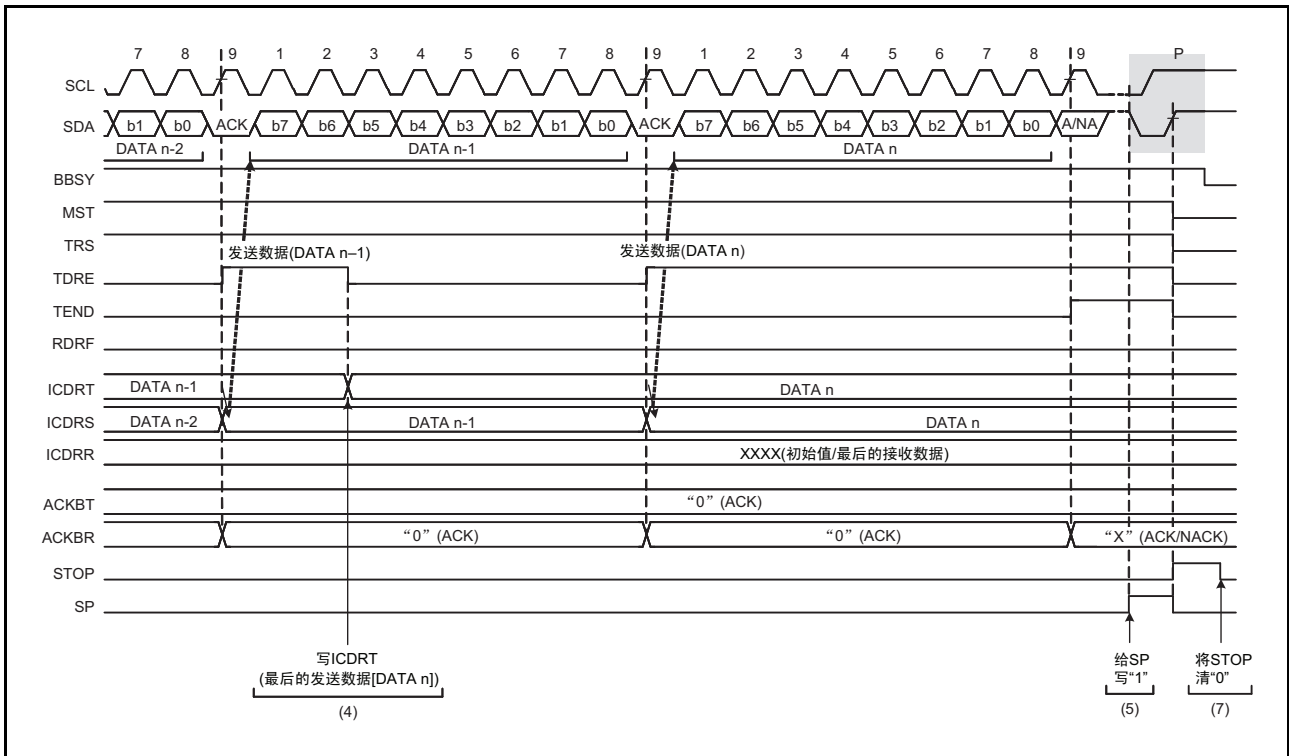 7 8 9 1 2 3 4 5 6 7 8 9 1 2 3 4 5 6 7 8 9 P
SCL
SDA b1 b0 ACK b7 b6 b5 b4 b3 b2 b1 b0 ACK b7 b6 b5 b4 b3 b2 b1 b0 A/NA
DATA n-2 DATA n-1 DATA n
BBSY
MST
TRS
发送数据(DATA n–1) 发送数据(DATA n)
TDRE
TEND
RDRF
ICDRT DATA n-1 DATA n
ICDRS DATA n-2 DATA n-1 DATA n
ICDRR XXXX(初始值/最后的接收数据)
ACKBT “0” (ACK)
ACKBR “0” (ACK) “0” (ACK) “X” (ACK/NACK)
STOP
SP
写ICDRT
(最后的发送数据[DATA n])
(4)
给SP
写“1”
(5)
将STOP
清“0”
(7)